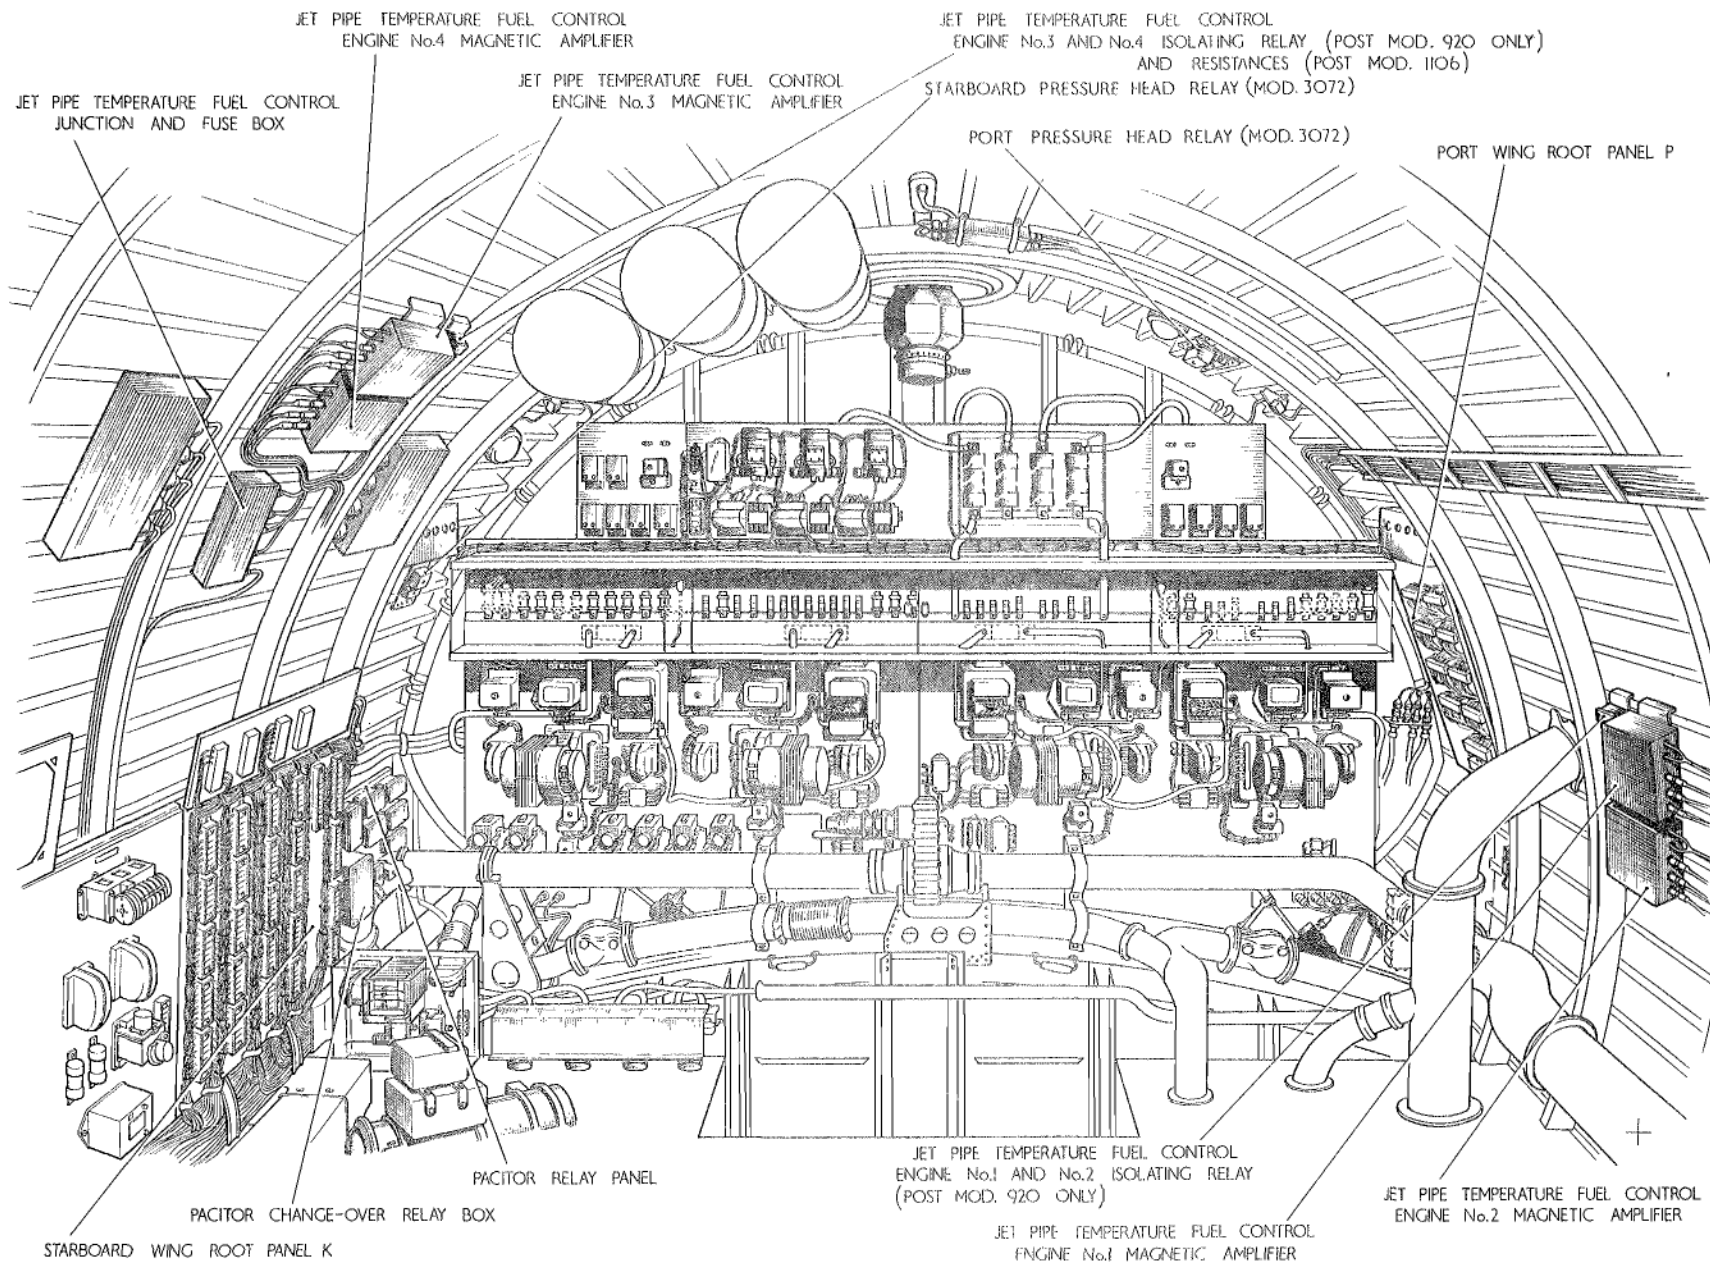 JET PIPE TEMPERATURE FUEL CONTROL
ENGINE No.4 MAGNETIC AMPLIFIER
JET PIPE TEMPERATURE FUEL CONTROL
ENGINE No.3 AND No.4 ISOLATING RELAY (POST MOD. 920 ONLY)
AND RESISTANCES (POST MOD. 1106)
JET PIPE TEMPERATURE FUEL CONTROL
ENGINE No.3 MAGNETIC AMPLIFIER
STARBOARD PRESSURE HEAD RELAY (MOD. 3072)
JET PIPE TEMPERATURE FUEL CONTROL
JUNCTION AND FUSE BOX
PORT PRESSURE HEAD RELAY (MOD. 3072)
PORT WING ROOT PANEL P
JET PIPE TEMPERATURE FUEL CONTROL
ENGINE No.1 AND No.2 ISOLATING RELAY
(POST MOD. 920 ONLY)
PACITOR RELAY PANEL
JET PIPE TEMPERATURE FUEL CONTROL
ENGINE No.2 MAGNETIC AMPLIFIER
PACITOR CHANGE-OVER RELAY BOX
JET PIPE TEMPERATURE FUEL CONTROL
ENGINE No.1 MAGNETIC AMPLIFIER
STARBOARD WING ROOT PANEL K